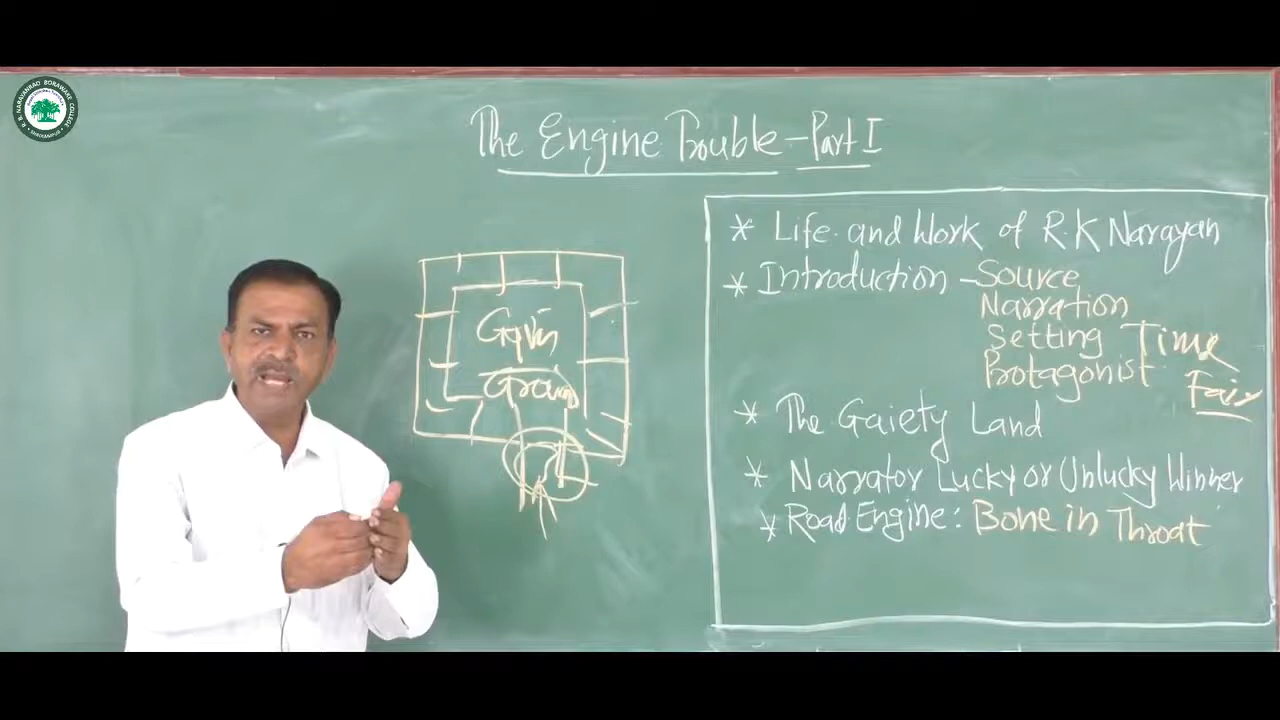 The Engine Trouble - Part I
* Life and Work of R.K Narayan
* Introduction - Source
Narration
Setting Time
Protagonist Fair
* The Gaiety Land
* Narrator Lucky or Unlucky Winner
* Road Engine: Bone in Throat